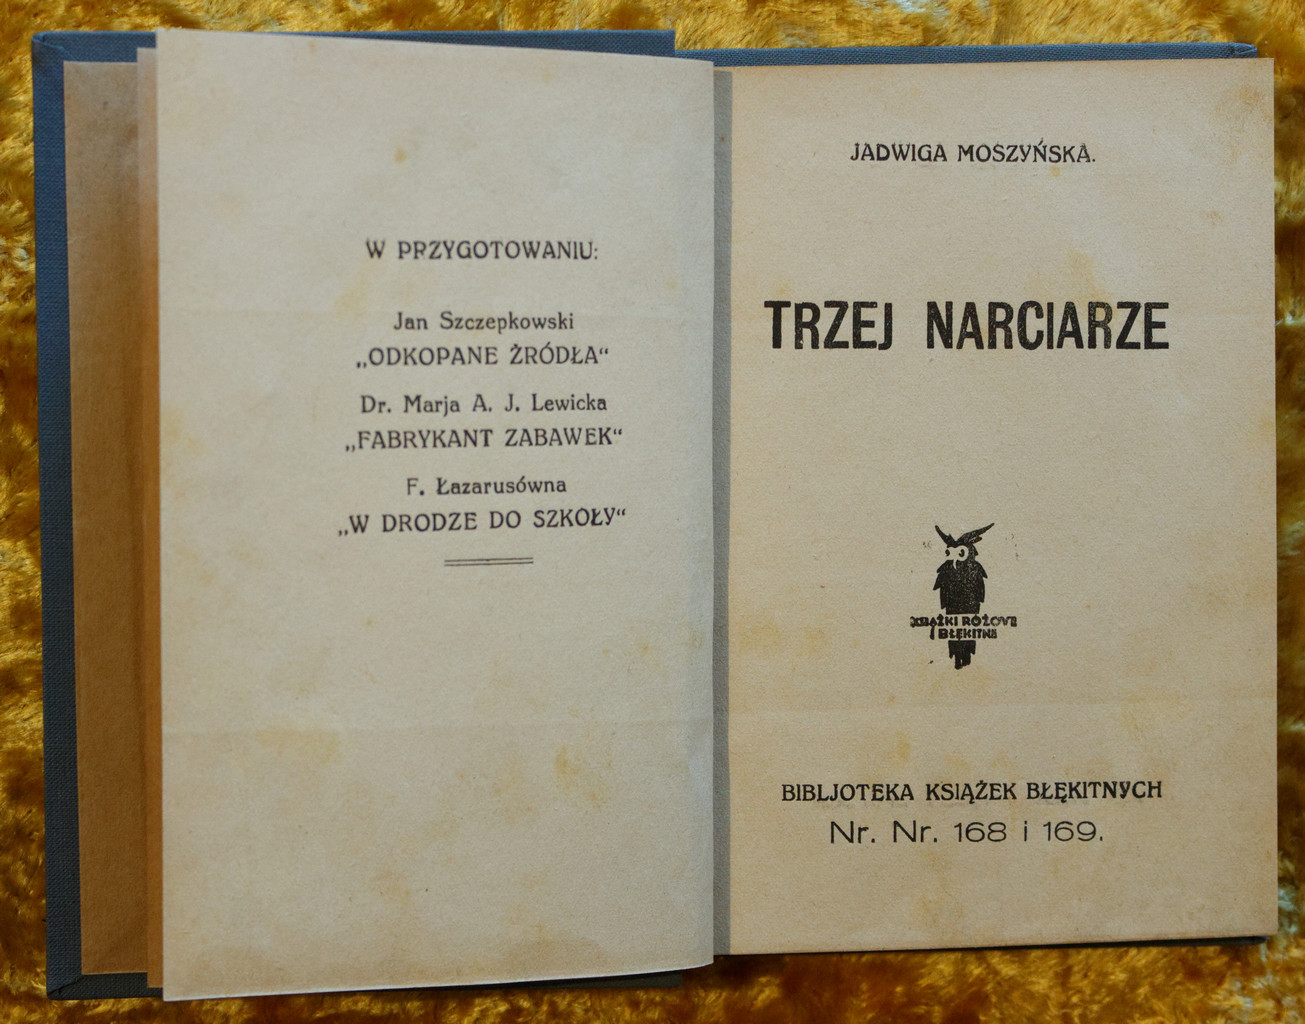 W PRZYGOTOWANIU:
Jan Szczepkowski
„ODKOPANE ŻRÓDŁA“
Dr. Marja A. J. Lewicka
„FABRYKANT ZABAWEK“
F. Łazarusówna
„W DRODZE DO SZKOŁY“
JADWIGA MOSZYŃSKA.
TRZEJ NARCIARZE
KSIĄŻKI RÓŻOWE
BŁĘKITNE
BIBLJOTEKA KSIĄŻEK BŁĘKITNYCH
Nr. Nr. 168 i 169.